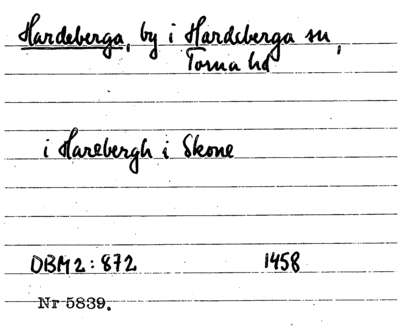 Hardeberga, by i Hardeberga sn,
Torna hd
i Harebergh i Skone
DBM 2: 872 1458
Nr 5839.